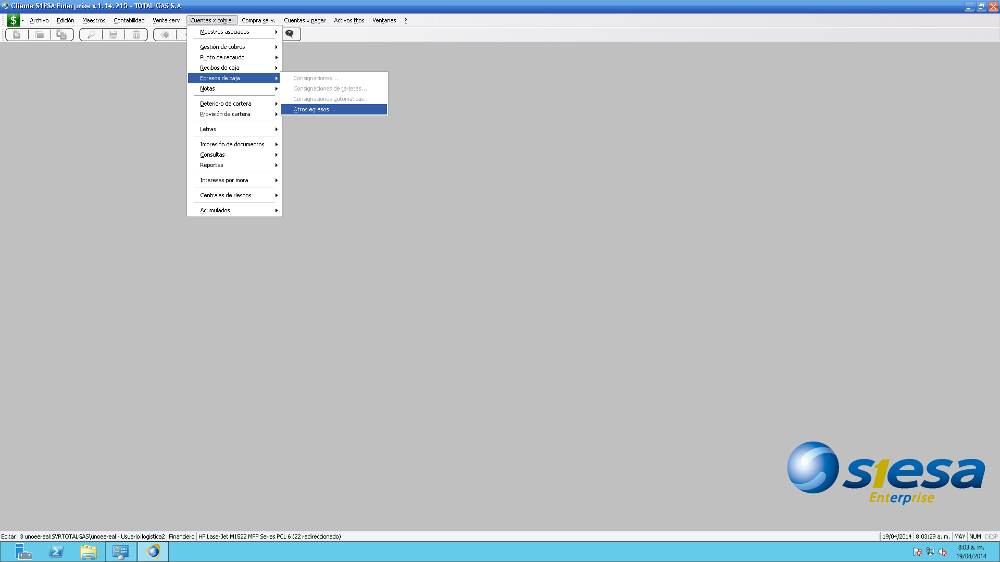 Cliente S1ESA Enterprise v.1.14.215 - TOTAL GAS S.A
$ Archivo Edición Maestros Contabilidad Venta serv. Cuentas x cobrar Compra serv. Cuentas x pagar Activos fijos Ventanas ?
Maestros asociados
Gestión de cobros
Punto de recaudo
Recibos de caja
Egresos de caja
Notas
Deterioro de cartera
Provisión de cartera
Letras
Impresión de documentos
Consultas
Reportes
Intereses por mora
Centrales de riesgos
Acumulados
Consignaciones...
Consignaciones de tarjetas...
Consignaciones automaticas...
Otros egresos...
s1esa
Enterprise
Editar 3 unoeereal:SVRTOTALGAS\unoeereal - Usuario:logistica2 Financiero HP LaserJet M1522 MFP Series PCL 6 (22 redireccionado) 19/04/2014 8:03:29 a. m. MAY NUM DESP
8:03 a. m.
19/04/2014